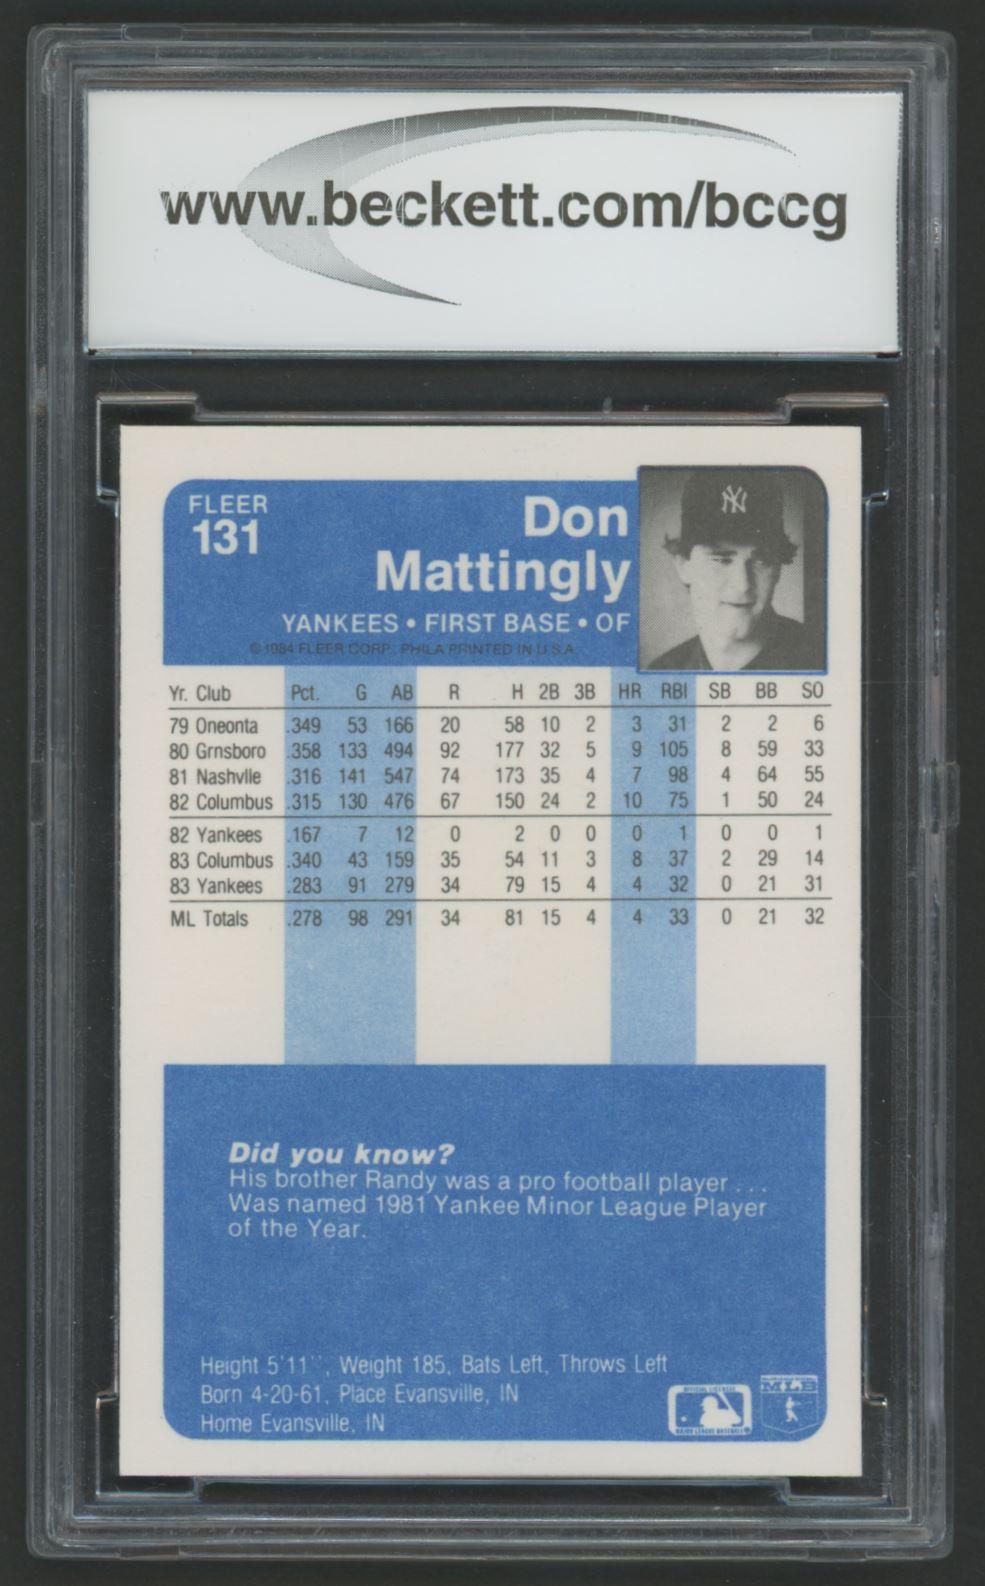 www.beckett.com/bccg
FLEER
131
Don
Mattingly
NY
YANKEES • FIRST BASE • OF
© 1984 FLEER CORP. PHILA PRINTED IN U.S.A.
Yr. Club Pct. G AB R H 2B 3B HR RBI SB BB SO
79 Oneonta .349 53 166 20 58 10 2 3 31 2 2 6
80 Grnsboro .358 133 494 92 177 32 5 9 105 8 59 33
81 Nashvlle .316 141 547 74 173 35 4 7 98 4 64 55
82 Columbus .315 130 476 67 150 24 2 10 75 1 50 24
82 Yankees .167 7 12 0 2 0 0 0 1 0 0 1
83 Columbus .340 43 159 35 54 11 3 8 37 2 29 14
83 Yankees .283 91 279 34 79 15 4 4 32 0 21 31
ML Totals .278 98 291 34 81 15 4 4 33 0 21 32
Did you know?
His brother Randy was a pro football player . . .
Was named 1981 Yankee Minor League Player
of the Year.
Height 5'11'', Weight 185, Bats Left, Throws Left
Born 4-20-61, Place Evansville, IN
Home Evansville, IN
OFFICIAL LICENSEE
MAJOR LEAGUE BASEBALL